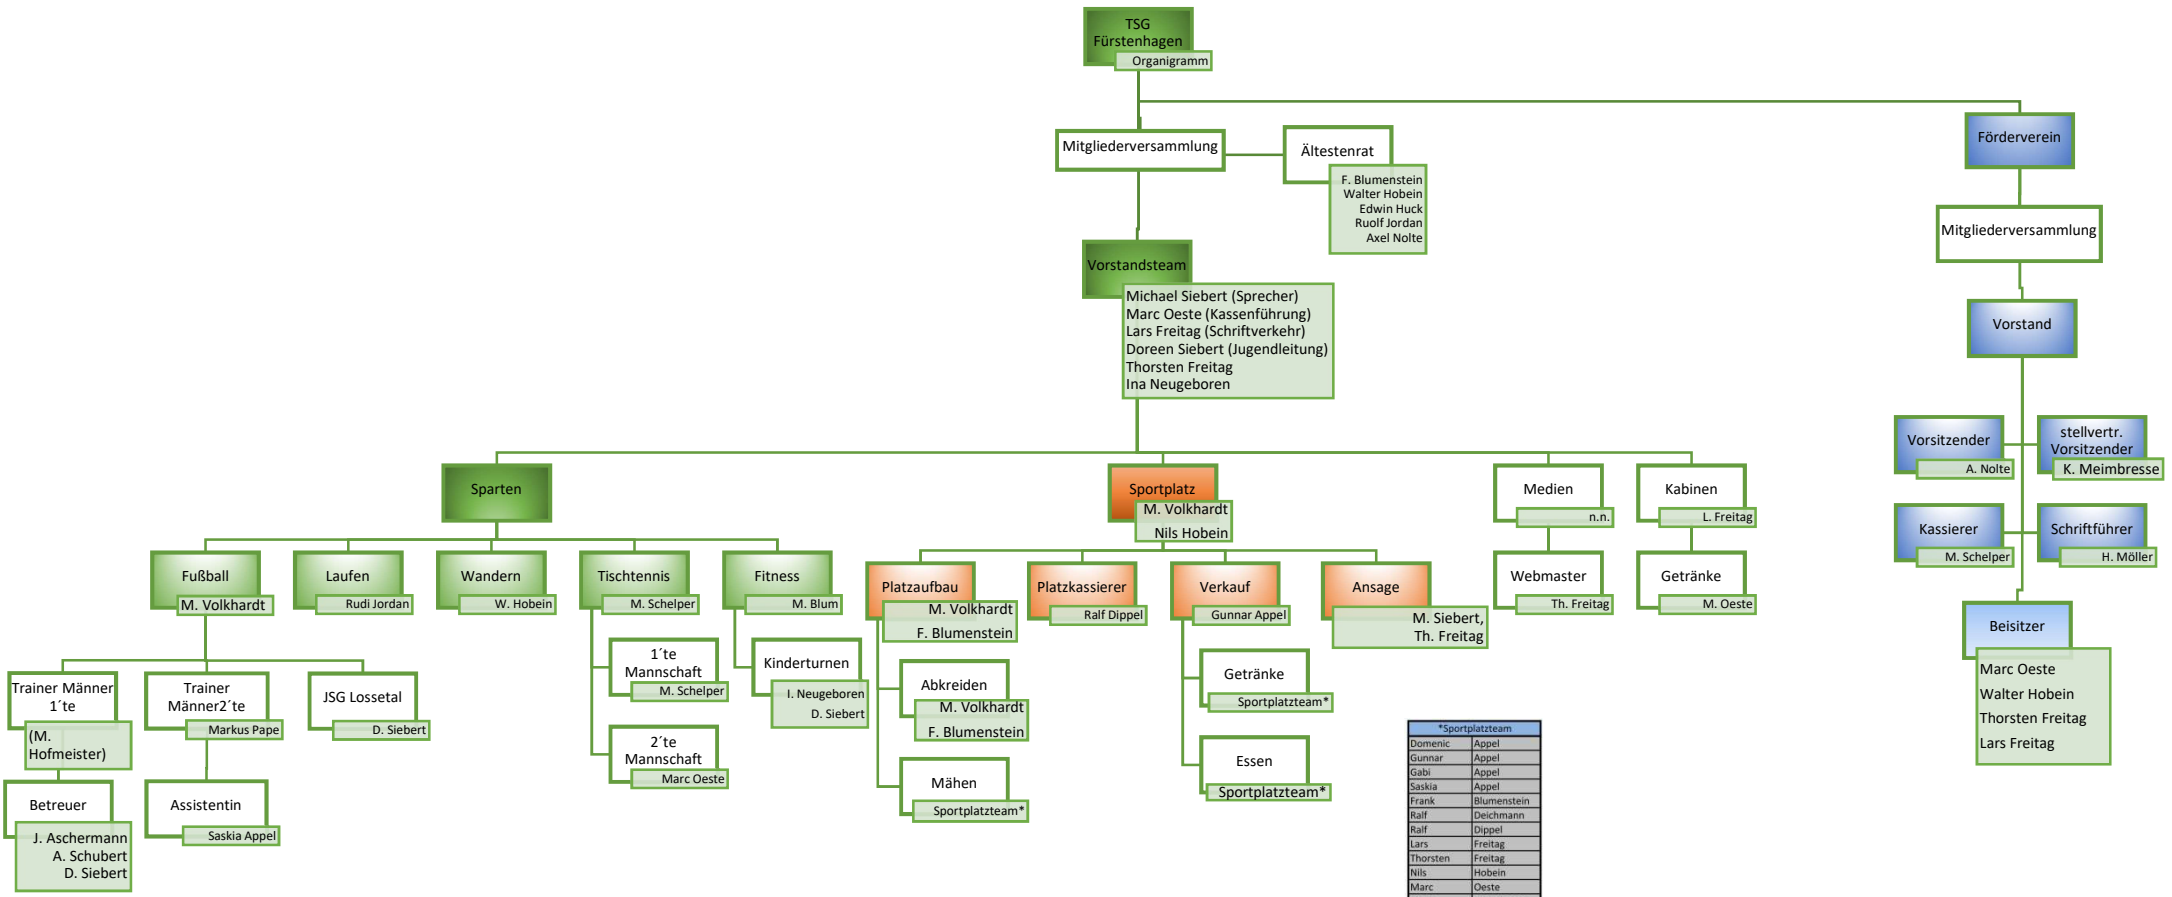 TSG
Fürstenhagen
Organigramm
Mitgliederversammlung
Ältestenrat
F. Blumenstein
Walter Hobein
Edwin Huck
Ruolf Jordan
Axel Nolte
Vorstandsteam
Michael Siebert (Sprecher)
Marc Oeste (Kassenführung)
Lars Freitag (Schriftverkehr)
Doreen Siebert (Jugendleitung)
Thorsten Freitag
Ina Neugeboren
Förderverein
Mitgliederversammlung
Vorstand
Vorsitzender
A. Nolte
stellvertr.
Vorsitzender
K. Meimbresse
Kassierer
M. Schelper
Schriftführer
H. Möller
Beisitzer
Marc Oeste
Walter Hobein
Thorsten Freitag
Lars Freitag
Sparten
Fußball
M. Volkhardt
Laufen
Rudi Jordan
Wandern
W. Hobein
Tischtennis
M. Schelper
Fitness
M. Blum
Trainer Männer
1´te
(M.
Hofmeister)
Trainer
Männer2´te
Markus Pape
JSG Lossetal
D. Siebert
Betreuer
J. Aschermann
A. Schubert
D. Siebert
Assistentin
Saskia Appel
1´te
Mannschaft
M. Schelper
2´te
Mannschaft
Marc Oeste
Kinderturnen
I. Neugeboren
D. Siebert
Sportplatz
M. Volkhardt
Nils Hobein
Platzaufbau
M. Volkhardt
F. Blumenstein
Platzkassierer
Ralf Dippel
Verkauf
Gunnar Appel
Ansage
M. Siebert,
Th. Freitag
Abkreiden
M. Volkhardt
F. Blumenstein
Mähen
Sportplatzteam*
Getränke
Sportplatzteam*
Essen
Sportplatzteam*
Medien
n.n.
Webmaster
Th. Freitag
Kabinen
L. Freitag
Getränke
M. Oeste
*Sportplatzteam
Domenic Appel
Gunnar Appel
Gabi Appel
Saskia Appel
Frank Blumenstein
Ralf Deichmann
Ralf Dippel
Lars Freitag
Thorsten Freitag
Nils Hobein
Marc Oeste